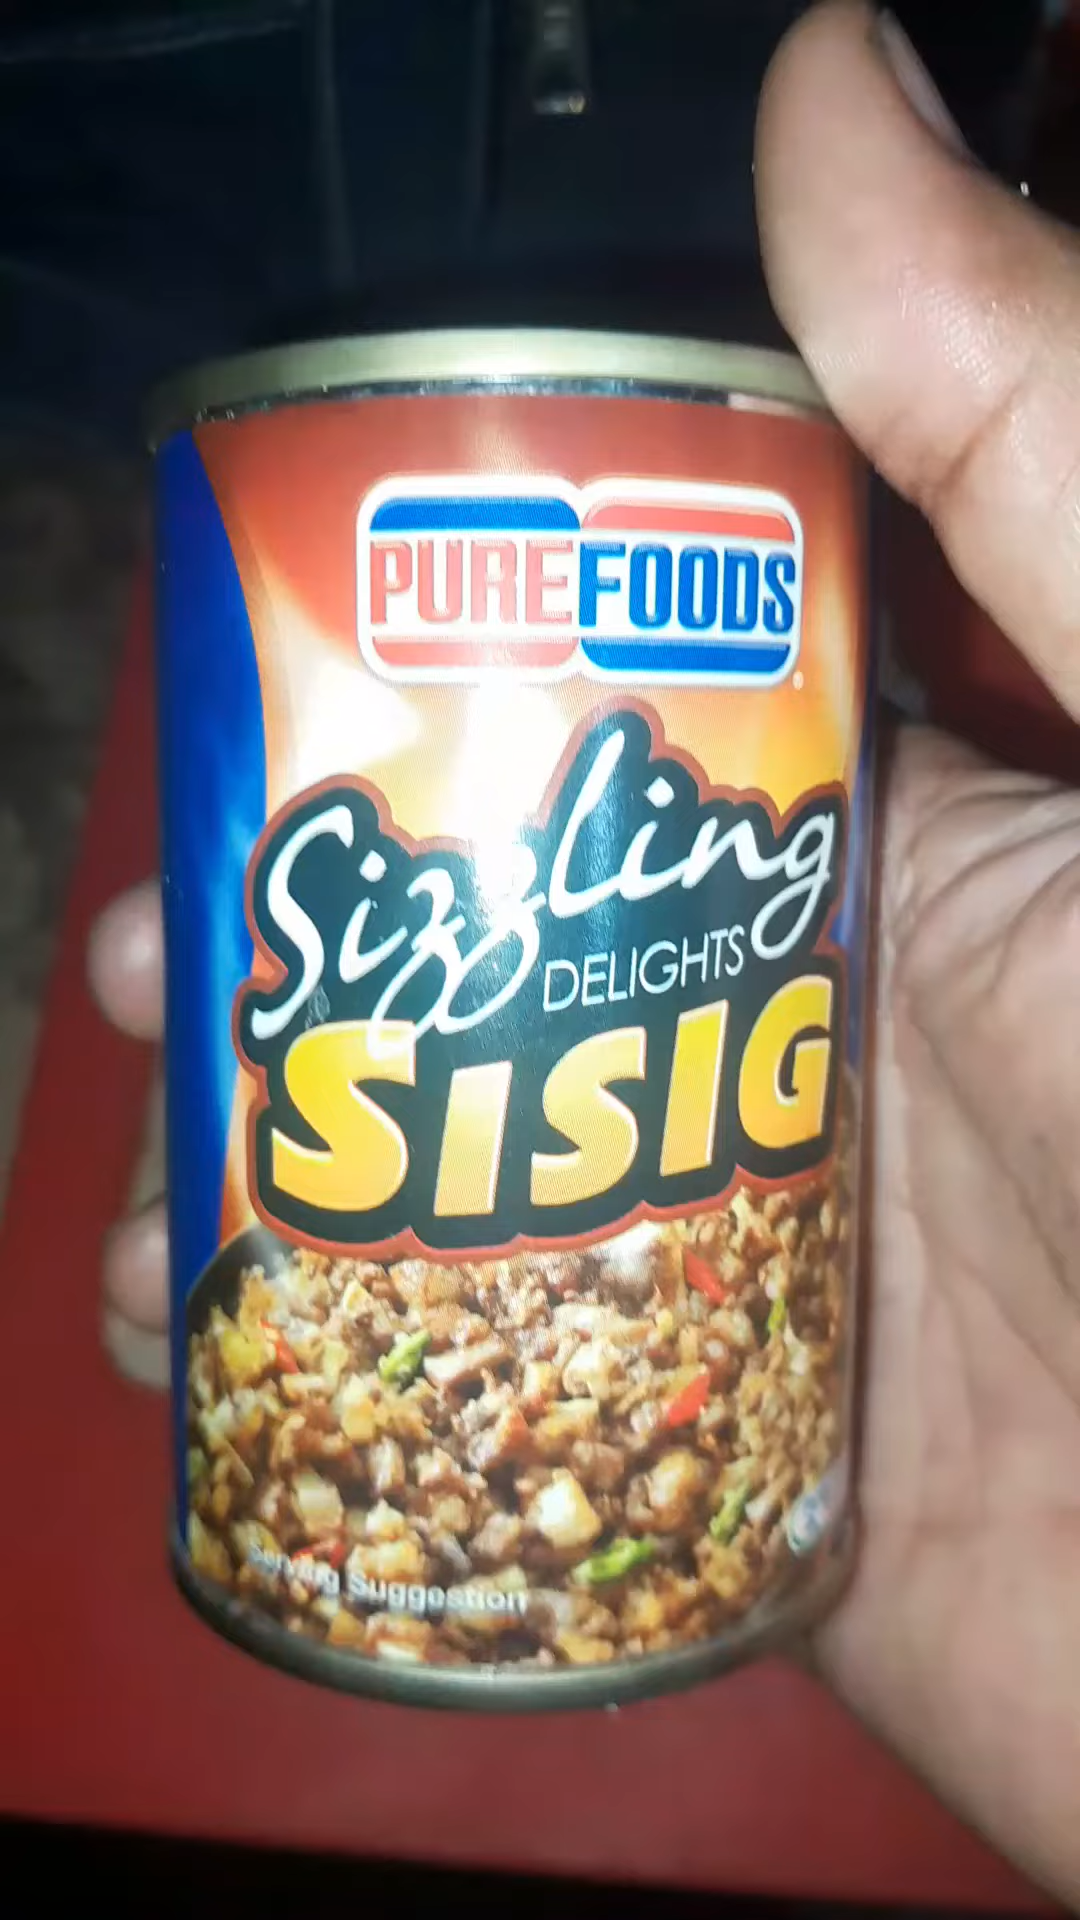 PUREFOODS
Sizzling
DELIGHTS
SISIG
Serving Suggestion